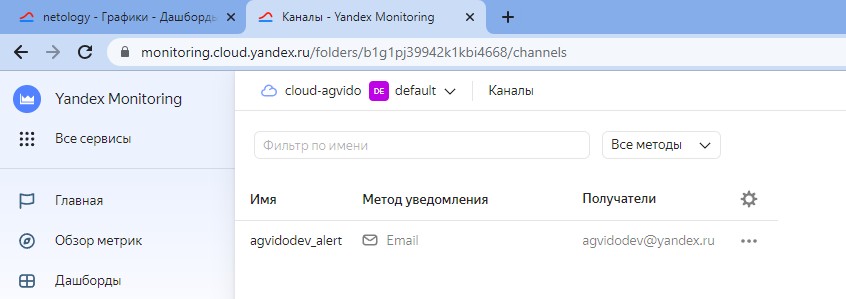 netology - Графики - Дашборды
Каналы - Yandex Monitoring
monitoring.cloud.yandex.ru/folders/b1g1pj39942k1kbi4668/channels
Yandex Monitoring
cloud-agvido DE default Каналы
Все сервисы
Фильтр по имени Все методы
Главная
Имя Метод уведомления Получатели
Обзор метрик
agvidodev_alert Email agvidodev@yandex.ru
Дашборды